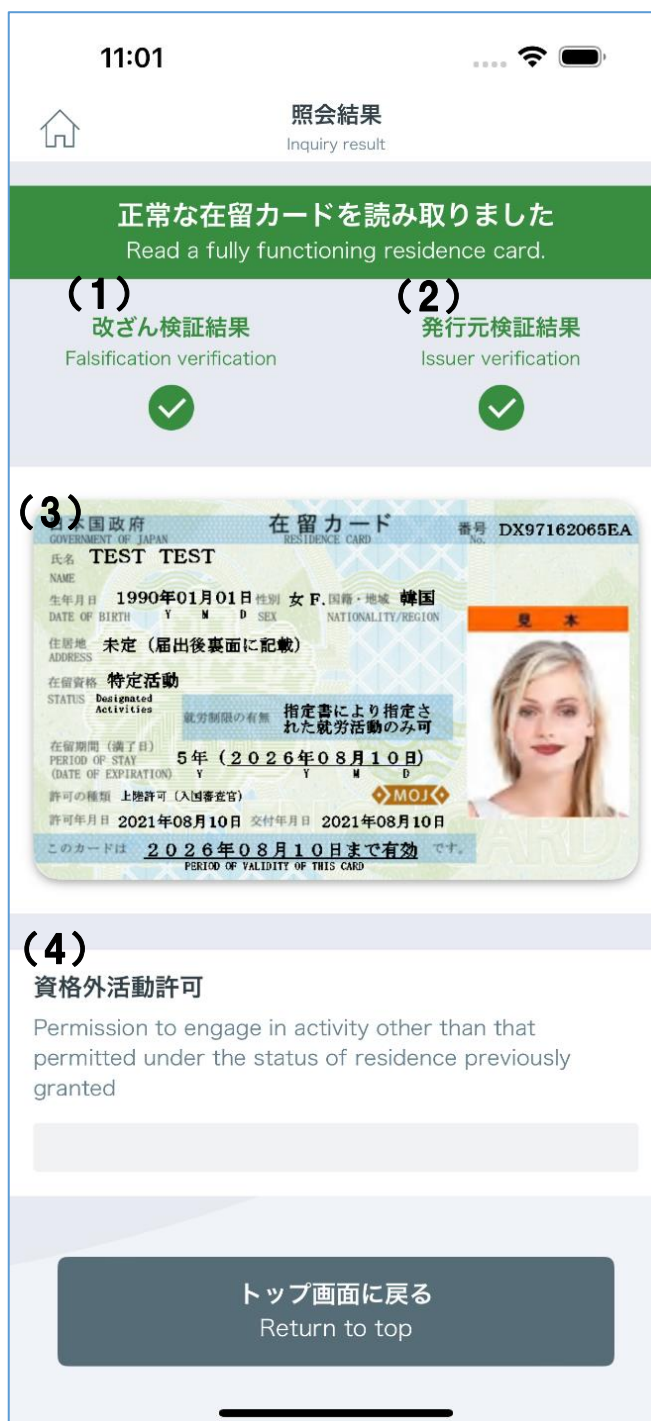 11:01
照会結果
Inquiry result
正常な在留カードを読み取りました
Read a fully functioning residence card.
(1)
(2)
改ざん検証結果
発行元検証結果
Falsification verification
Issuer verification
(3)
日本国政府 在留カード 番号 DX97162065EA
GOVERNMENT OF JAPAN RESIDENCE CARD No.
氏名 TEST TEST
NAME
生年月日 1990年01月01日 性別 女 F. 国籍・地域 韓国
DATE OF BIRTH Y M D SEX NATIONALITY/REGION
見本
住居地 未定(届出後裏面に記載)
ADDRESS
在留資格 特定活動
STATUS Designated
Activities
就労制限の有無 指定書により指定さ
れた就労活動のみ可
在留期間(満了日)
PERIOD OF STAY 5年(2026年08月10日)
(DATE OF EXPIRATION) Y Y M D
許可の種類 上陸許可(入国審査官) MOJ
許可年月日 2021年08月10日 交付年月日 2021年08月10日
このカードは 2026年08月10日まで有効 です。
PERIOD OF VALIDITY OF THIS CARD
CARD
(4)
資格外活動許可
Permission to engage in activity other than that
permitted under the status of residence previously
granted
トップ画面に戻る
Return to top